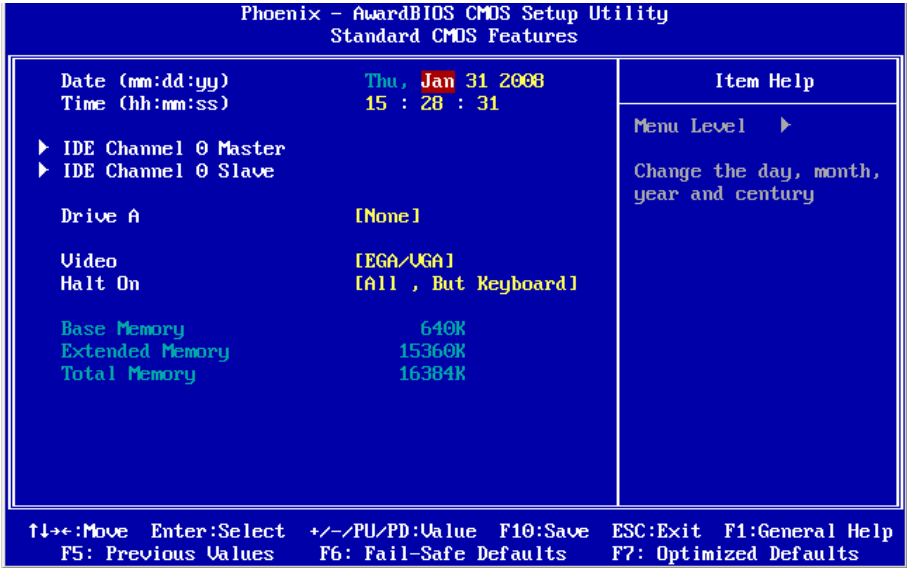 Phoenix - AwardBIOS CMOS Setup Utility
Standard CMOS Features
Date (mm:dd:yy) Thu, Jan 31 2008
Time (hh:mm:ss) 15 : 28 : 31
IDE Channel 0 Master
IDE Channel 0 Slave
Drive A [None]
Video [EGA/VGA]
Halt On [All , But Keyboard]
Base Memory 640K
Extended Memory 15360K
Total Memory 16384K
Item Help
Menu Level ▶
Change the day, month,
year and century
↑↓→←:Move Enter:Select +/-/PU/PD:Value F10:Save ESC:Exit F1:General Help
F5: Previous Values F6: Fail-Safe Defaults F7: Optimized Defaults